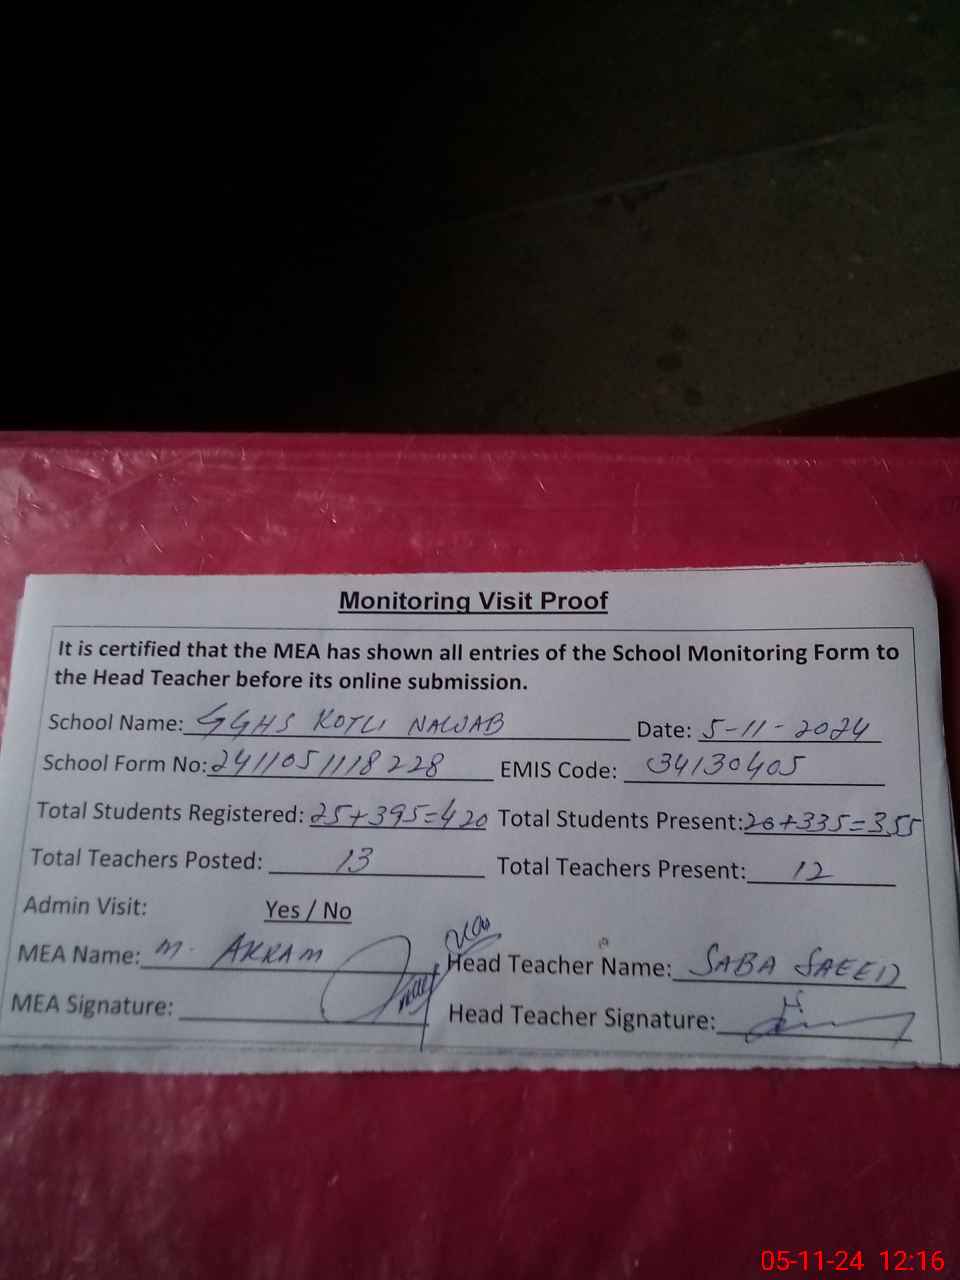 Monitoring Visit Proof
It is certified that the MEA has shown all entries of the School Monitoring Form to
the Head Teacher before its online submission.
School Name: GGHS KOTLI NAWAB Date: 5-11-2024
School Form No: 2411051118228 EMIS Code: 34130405
Total Students Registered: 25+395=420 Total Students Present: 20+335=355
Total Teachers Posted: 13 Total Teachers Present: 12
Admin Visit: Yes / No
MEA Name: M. AKRAM Head Teacher Name: SABA SAEED
MEA Signature: Head Teacher Signature:
05-11-24 12:16